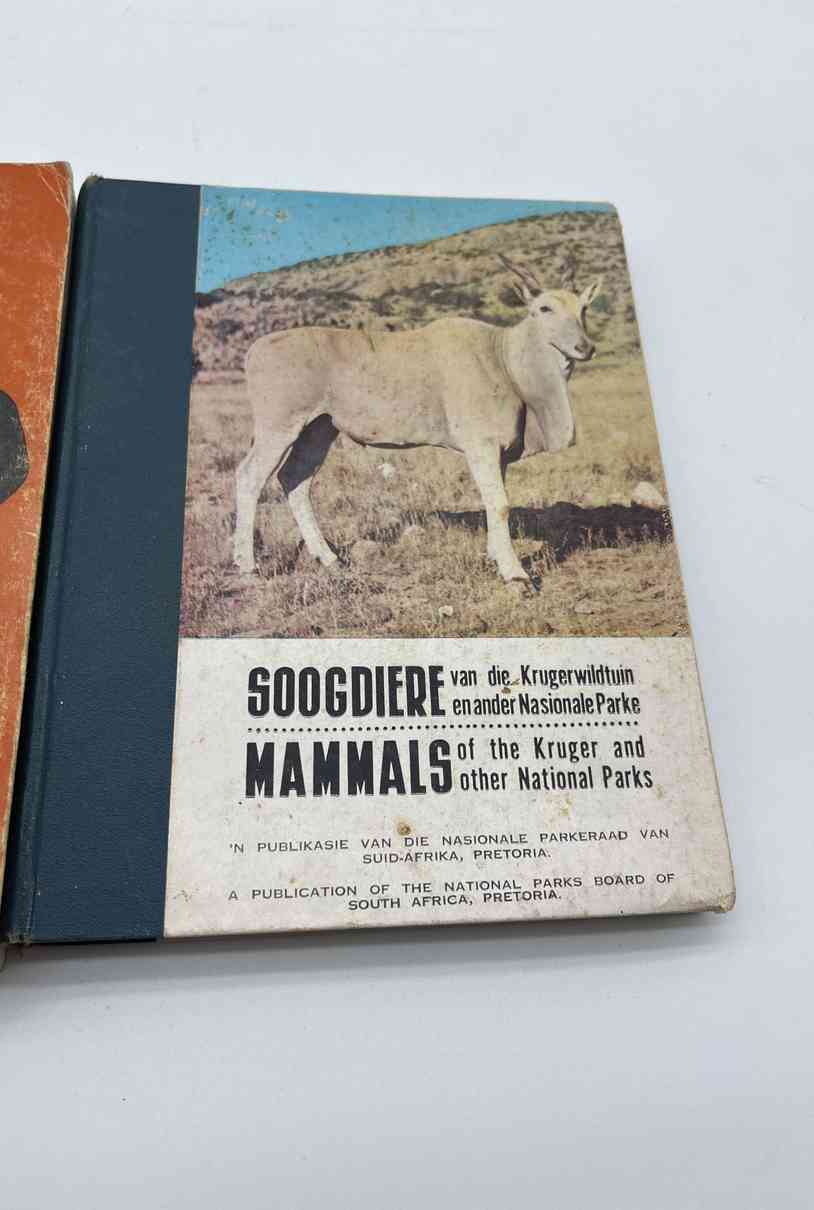 SOOGDIERE van die Krugerwildtuin
en ander Nasionale Parke
MAMMALS of the Kruger and
other National Parks
'N PUBLIKASIE VAN DIE NASIONALE PARKERAAD VAN
SUID-AFRIKA, PRETORIA.
A PUBLICATION OF THE NATIONAL PARKS BOARD OF
SOUTH AFRICA, PRETORIA.